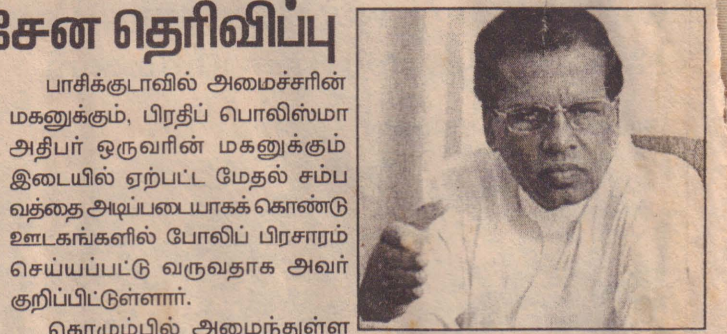 சேன தெரிவிப்பு
பாசிக்குடாவில் அமைச்சரின்
மகனுக்கும், பிரதிப் பொலிஸ்மா
அதிபர் ஒருவரின் மகனுக்கும்
இடையில் ஏற்பட்ட மேதல் சம்ப
வத்தை அடிப்படையாகக் கொண்டு
ஊடகங்களில் போலிப் பிரசாரம்
செய்யப்பட்டு வருவதாக அவர்
குறிப்பிட்டுள்ளார்.
கொழும்பில் அமைந்துள்ள